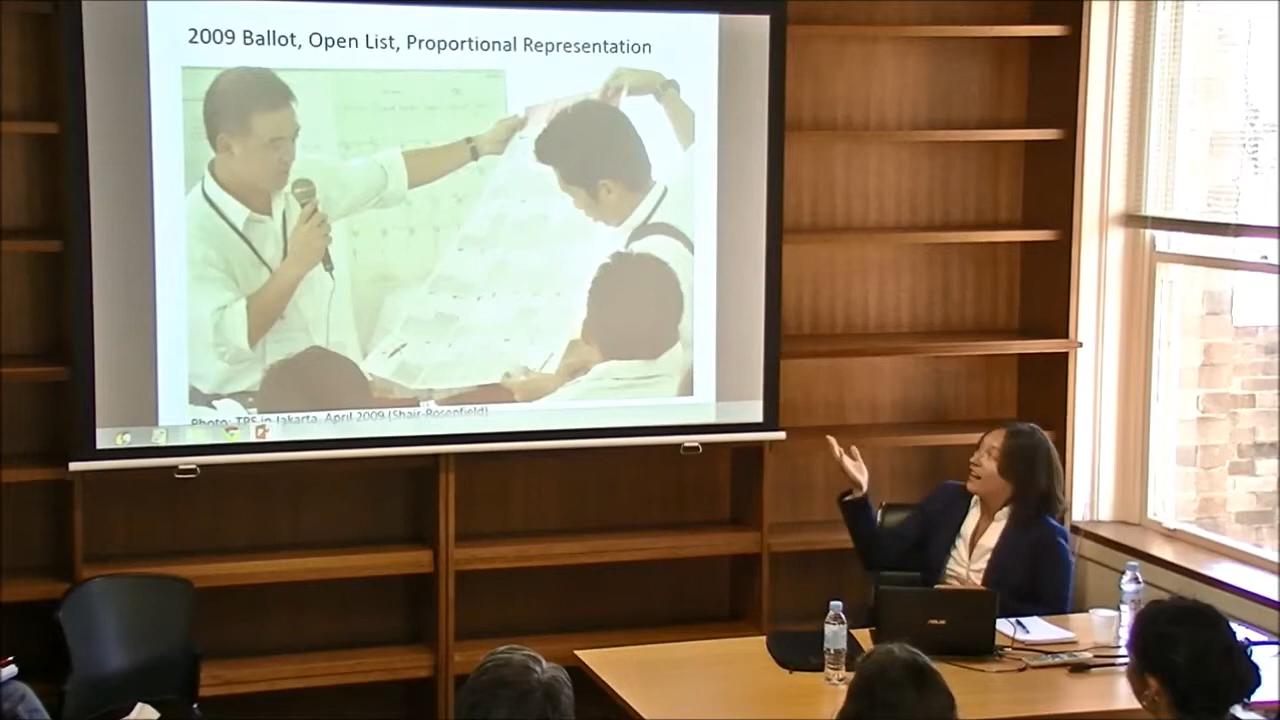 2009 Ballot, Open List, Proportional Representation
Photo: TPS in Jakarta, April 2009 (Shair-Rosenfield)
ASUS